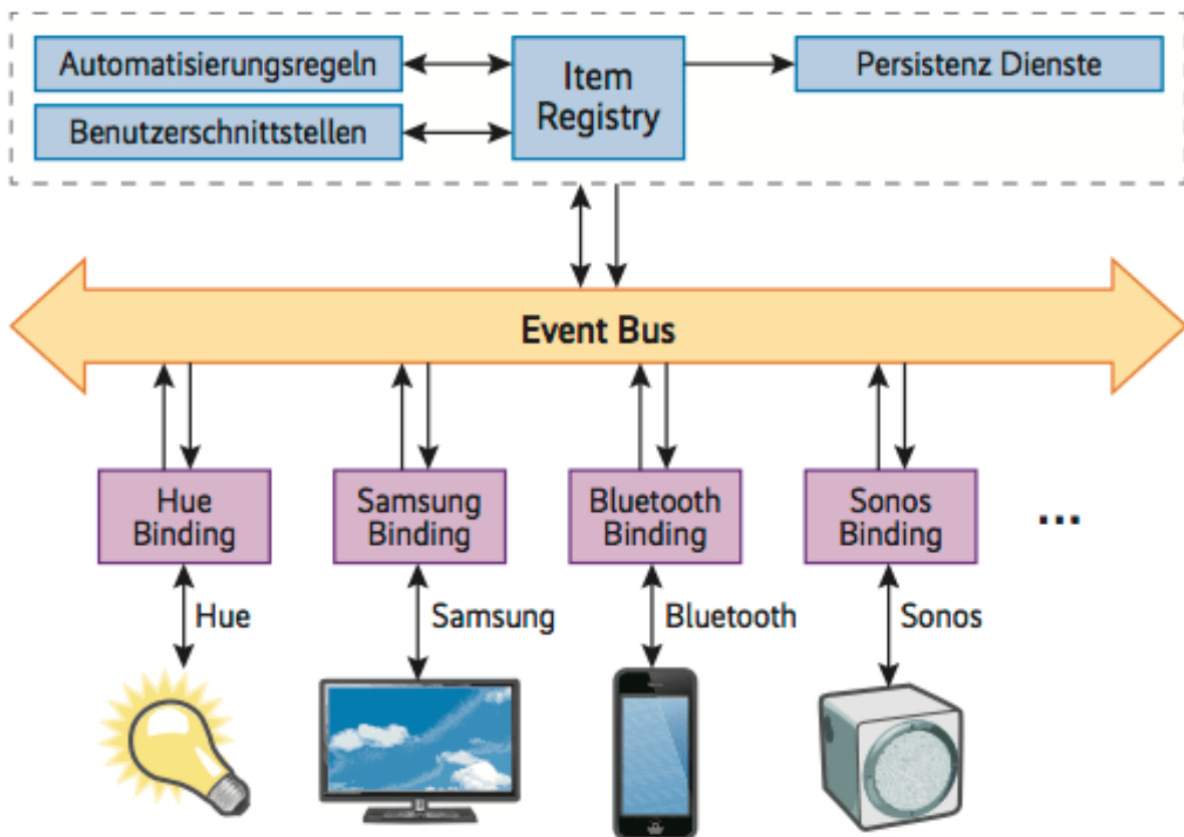 Automatisierungsregeln
Benutzerschnittstellen
Item
Registry
Persistenz Dienste
Event Bus
Hue
Binding
Samsung
Binding
Bluetooth
Binding
Sonos
Binding
...
Hue
Samsung
Bluetooth
Sonos